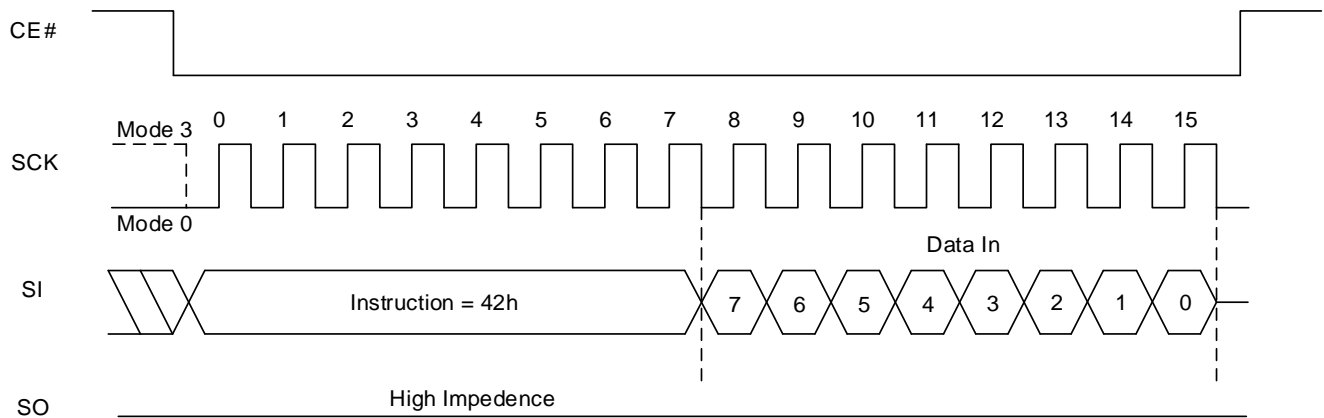 CE#
0 1 2 3 4 5 6 7 8 9 10 11 12 13 14 15
Mode 3
SCK
Mode 0
Data In
SI
Instruction = 42h
7 6 5 4 3 2 1 0
High Impedence
SO